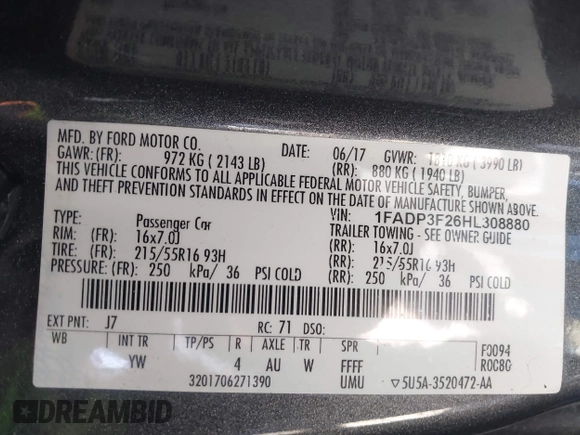 MFD. BY FORD MOTOR CO.
DATE: 06/17 GVWR: KG ( 3990 LB)
GAWR: (FR): 972 KG ( 2143 LB) (RR): 880 KG ( 1940 LB)
THIS VEHICLE CONFORMS TO ALL APPLICABLE FEDERAL MOTOR VEHICLE SAFETY, BUMPER,
AND THEFT PREVENTION STANDARDS IN EFFECT ON THE DATE OF MANUFACTURE SHOWN ABOVE.
VIN: 1FADP3F26HL308880
TYPE: Passenger Car TRAILER TOWING - SEE OWNER GUIDE
RIM: (FR): 16x7.0J (RR): 16x7.0J
TIRE: (FR): 215/55R16 93H (RR): 215/55R16 93H
PRESSURE: (FR): 250 kPa/ 36 PSI COLD (RR): 250 kPa/ 36 PSI COLD
EXT PNT: J7 RC: 71 DSO:
WB INT TR TP/PS R AXLE TR SPR F0094
YW 4 AU W FFFF R0C80
3201706271390 UMU ▽5U5A-3520472-AA
DREAMBID